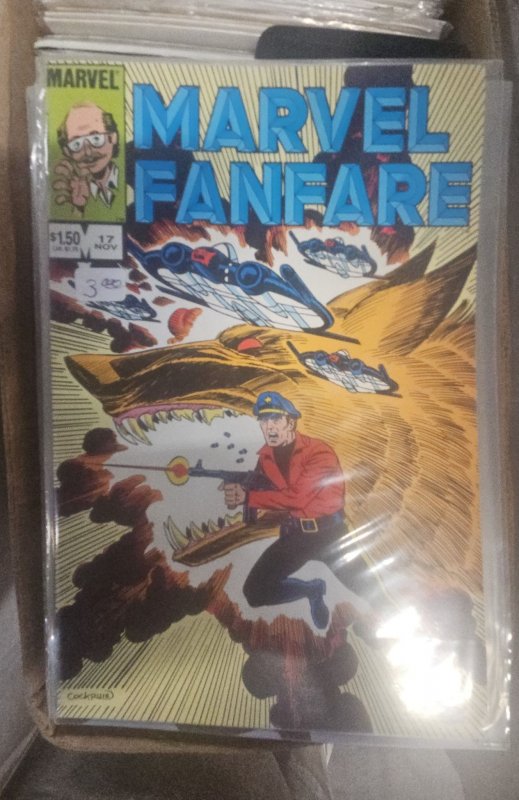 MARVEL
MARVEL
FANFARE
$1.50
17
NOV
3 00
Cockrum